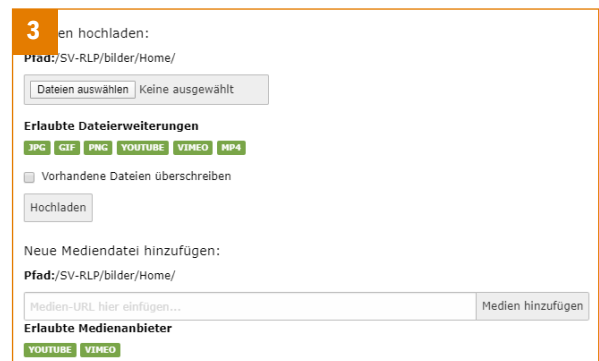 3
en hochladen:
Pfad:/SV-RLP/bilder/Home/
Dateien auswählen Keine ausgewählt
Erlaubte Dateierweiterungen
JPG GIF PNG YOUTUBE VIMEO MP4
Vorhandene Dateien überschreiben
Hochladen
Neue Mediendatei hinzufügen:
Pfad:/SV-RLP/bilder/Home/
Medien-URL hier einfügen... Medien hinzufügen
Erlaubte Medienanbieter
YOUTUBE VIMEO